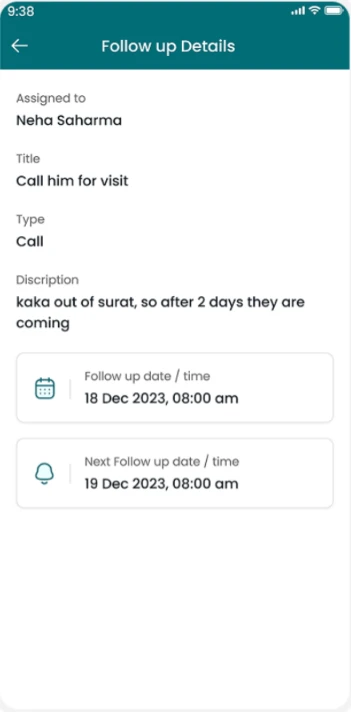 9:38
Follow up Details
Assigned to
Neha Saharma
Title
Call him for visit
Type
Call
Discription
kaka out of surat, so after 2 days they are
coming
Follow up date / time
18 Dec 2023, 08:00 am
Next Follow up date / time
19 Dec 2023, 08:00 am